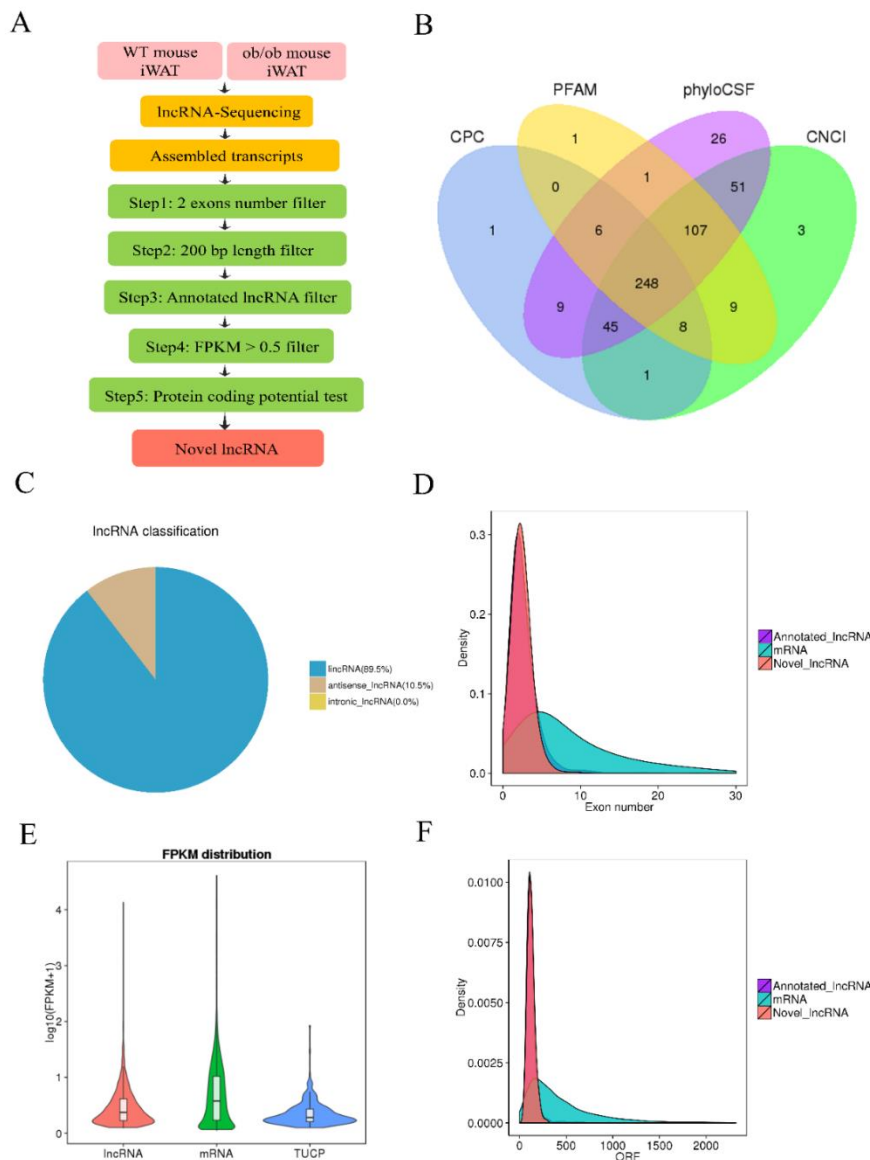 A
WT mouse
iWAT
ob/ob mouse
iWAT
lncRNA-Sequencing
Assembled transcripts
Step1: 2 exons number filter
Step2: 200 bp length filter
Step3: Annotated lncRNA filter
Step4: FPKM > 0.5 filter
Step5: Protein coding potential test
Novel lncRNA
B
PFAM
phyloCSF
CPC
CNCI
1
26
0
1
51
1
6
107
3
248
9
45
8
9
1
C
lncRNA classification
lincRNA(89.5%)
antisense_lncRNA(10.5%)
intronic_lncRNA(0.0%)
D
0.3
0.2
0.1
0.0
Density
0
10
20
30
Exon number
Annotated_lncRNA
mRNA
Novel_lncRNA
E
FPKM distribution
log10(FPKM+1)
4
3
2
1
0
lncRNA
mRNA
TUCP
F
0.0100
0.0075
0.0050
0.0025
0.0000
Density
0
500
1000
1500
2000
ORF
Annotated_lncRNA
mRNA
Novel_lncRNA